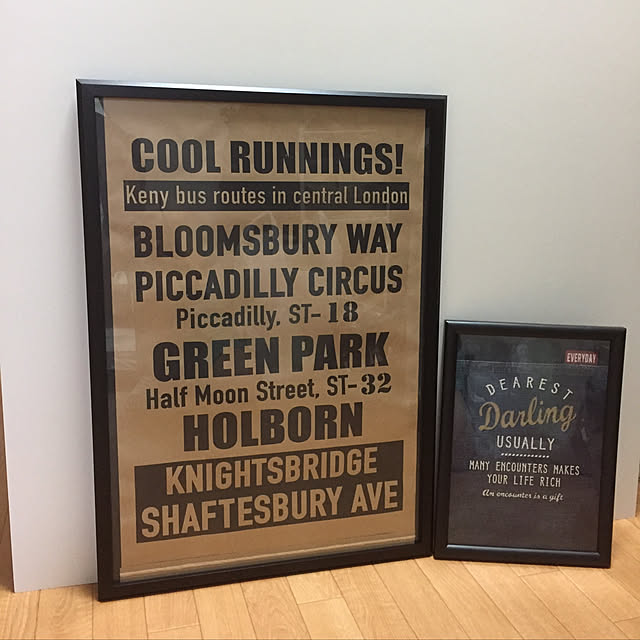 COOL RUNNINGS!
Keny bus routes in central London
BLOOMSBURY WAY
PICCADILLY CIRCUS
Piccadilly, ST-18
GREEN PARK
Half Moon Street, ST-32
HOLBORN
KNIGHTSBRIDGE
SHAFTESBURY AVE
EVERYDAY
DEAREST
Darling
USUALLY
MANY ENCOUNTERS MAKES
YOUR LIFE RICH
An encounter is a gift